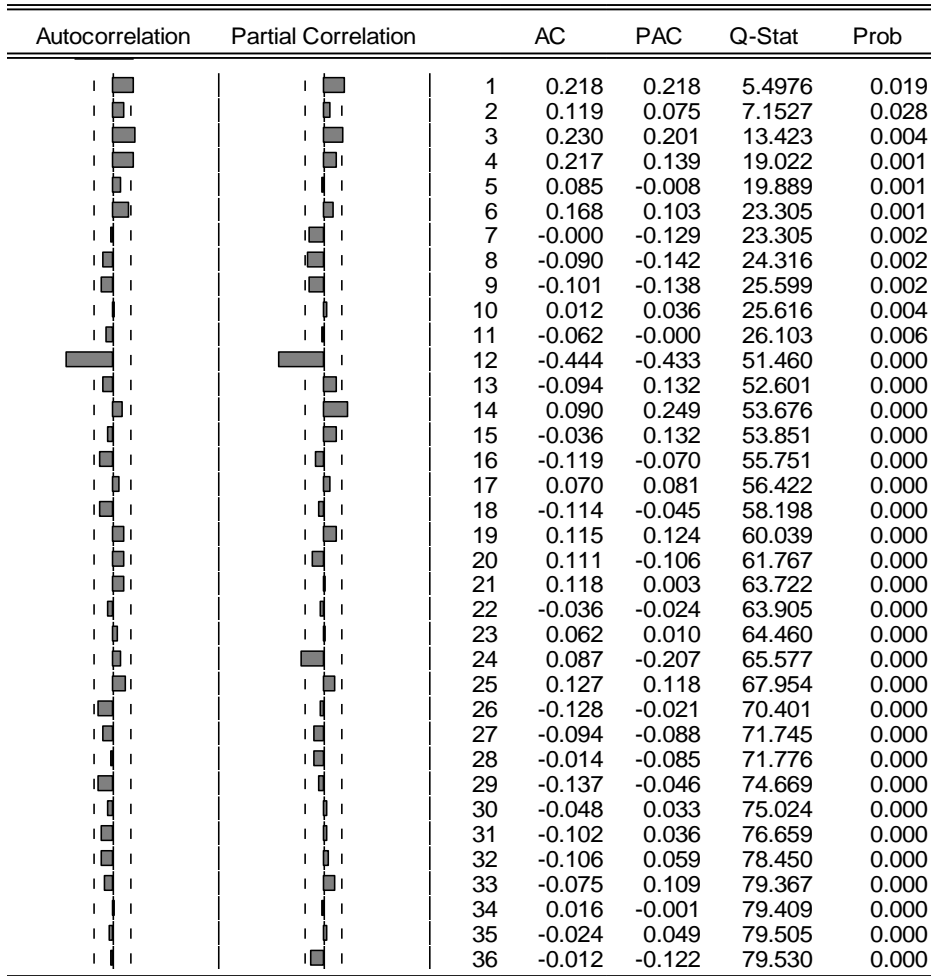 Autocorrelation Partial Correlation AC PAC Q-Stat Prob
1 0.218 0.218 5.4976 0.019
2 0.119 0.075 7.1527 0.028
3 0.230 0.201 13.423 0.004
4 0.217 0.139 19.022 0.001
5 0.085 -0.008 19.889 0.001
6 0.168 0.103 23.305 0.001
7 -0.000 -0.129 23.305 0.002
8 -0.090 -0.142 24.316 0.002
9 -0.101 -0.138 25.599 0.002
10 0.012 0.036 25.616 0.004
11 -0.062 -0.000 26.103 0.006
12 -0.444 -0.433 51.460 0.000
13 -0.094 0.132 52.601 0.000
14 0.090 0.249 53.676 0.000
15 -0.036 0.132 53.851 0.000
16 -0.119 -0.070 55.751 0.000
17 0.070 0.081 56.422 0.000
18 -0.114 -0.045 58.198 0.000
19 0.115 0.124 60.039 0.000
20 0.111 -0.106 61.767 0.000
21 0.118 0.003 63.722 0.000
22 -0.036 -0.024 63.905 0.000
23 0.062 0.010 64.460 0.000
24 0.087 -0.207 65.577 0.000
25 0.127 0.118 67.954 0.000
26 -0.128 -0.021 70.401 0.000
27 -0.094 -0.088 71.745 0.000
28 -0.014 -0.085 71.776 0.000
29 -0.137 -0.046 74.669 0.000
30 -0.048 0.033 75.024 0.000
31 -0.102 0.036 76.659 0.000
32 -0.106 0.059 78.450 0.000
33 -0.075 0.109 79.367 0.000
34 0.016 -0.001 79.409 0.000
35 -0.024 0.049 79.505 0.000
36 -0.012 -0.122 79.530 0.000